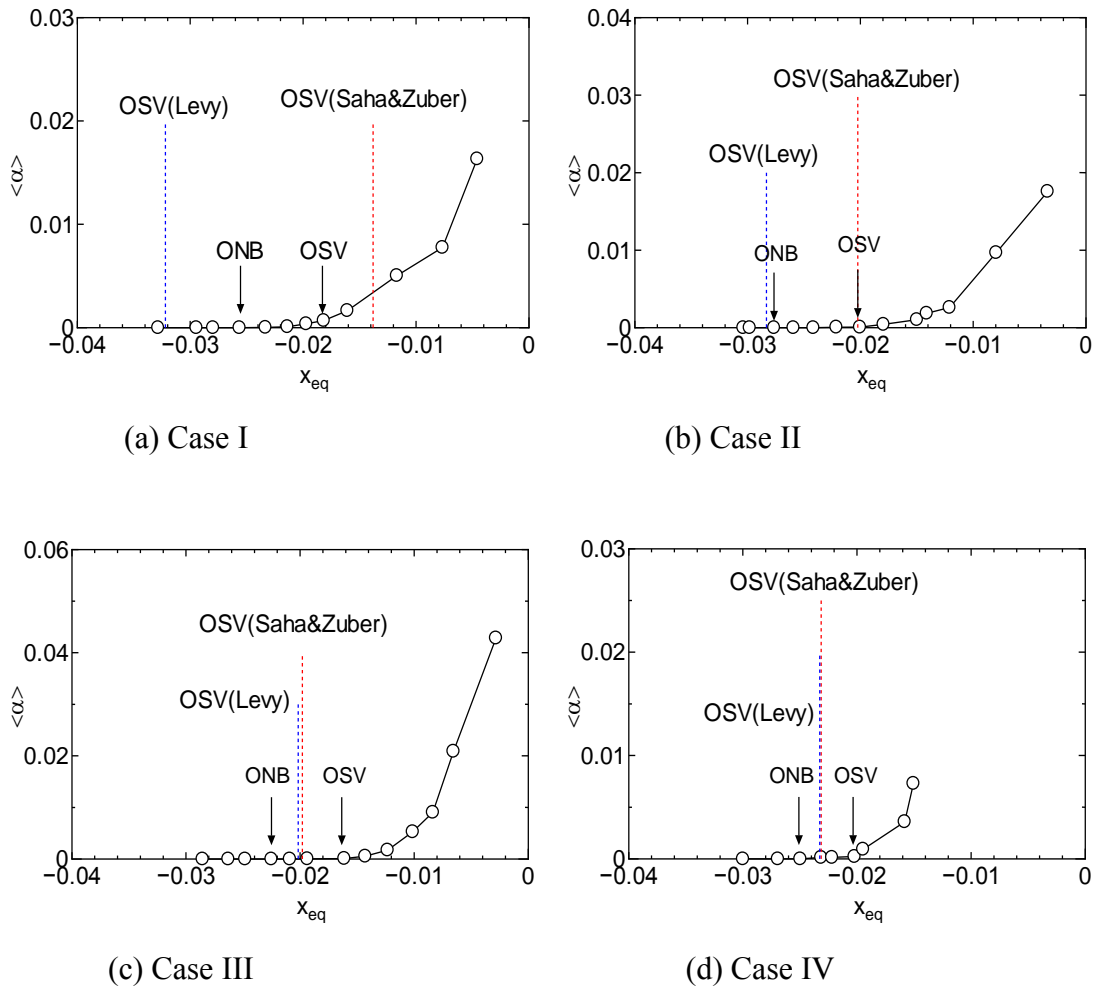 0.03
0.02
0.01
0
<α>
OSV(Levy)
OSV(Saha&Zuber)
ONB
OSV
−0.04
−0.03
−0.02
−0.01
0
xeq
(a) Case I
0.04
0.03
0.02
0.01
0
<α>
OSV(Saha&Zuber)
OSV(Levy)
ONB
OSV
−0.04
−0.03
−0.02
−0.01
0
xeq
(b) Case II
0.06
0.04
0.02
0
<α>
OSV(Saha&Zuber)
OSV(Levy)
ONB
OSV
−0.04
−0.03
−0.02
−0.01
0
xeq
(c) Case III
0.03
0.02
0.01
0
<α>
OSV(Saha&Zuber)
OSV(Levy)
ONB
OSV
−0.04
−0.03
−0.02
−0.01
0
xeq
(d) Case IV